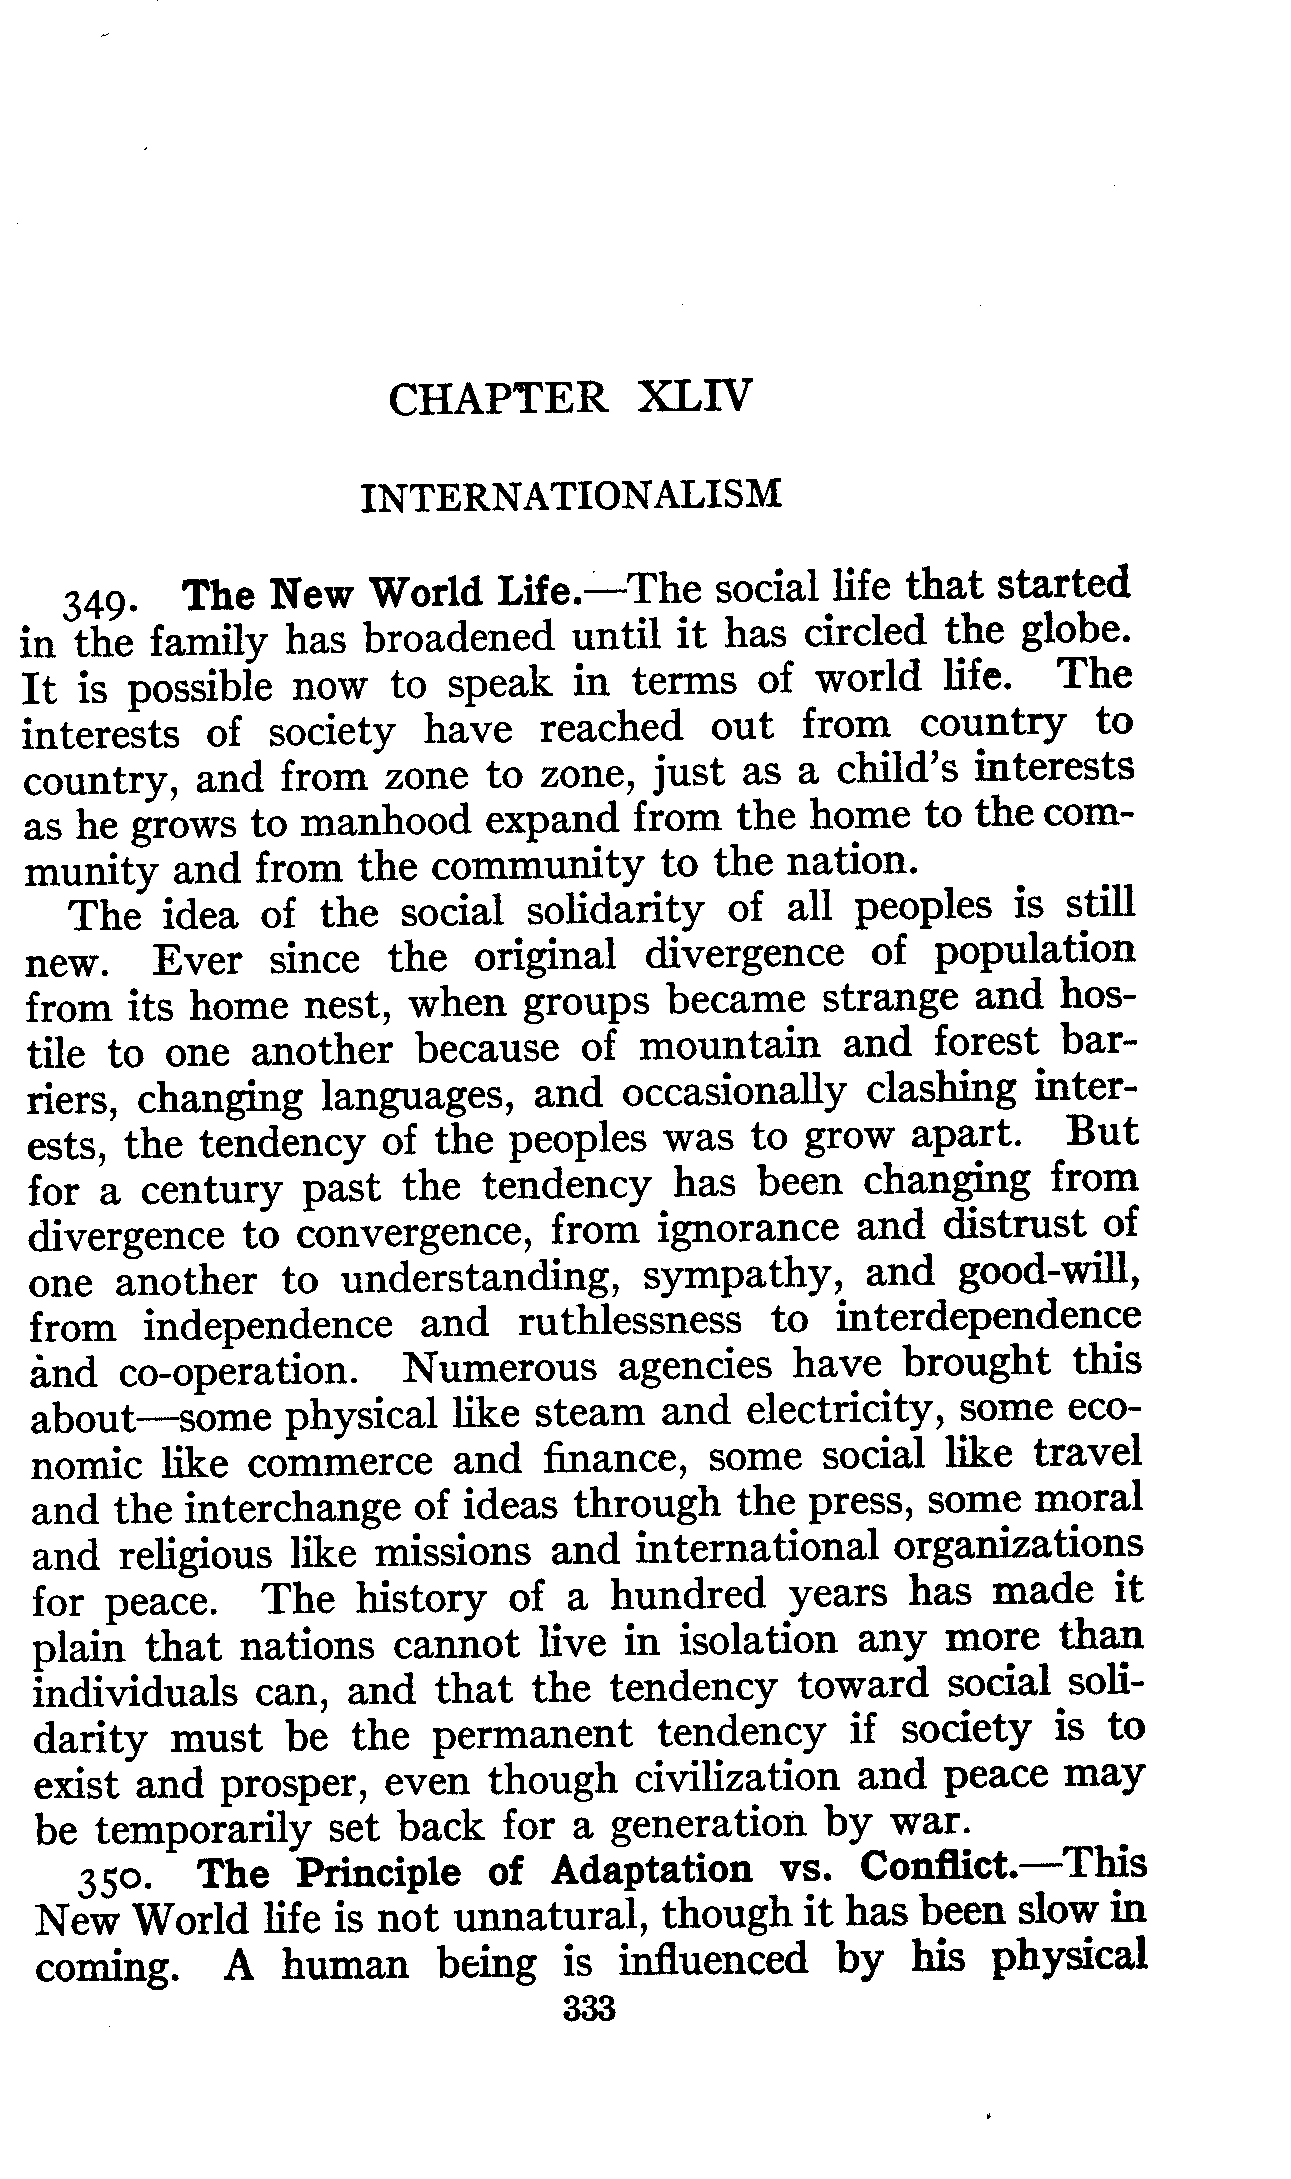 CHAPTER XLIV
INTERNATIONALISM
349. The New World Life.—The social life that started
in the family has broadened until it has circled the globe.
It is possible now to speak in terms of world life. The
interests of society have reached out from country to
country, and from zone to zone, just as a child's interests
as he grows to manhood expand from the home to the com-
munity and from the community to the nation.
The idea of the social solidarity of all peoples is still
new. Ever since the original divergence of population
from its home nest, when groups became strange and hos-
tile to one another because of mountain and forest bar-
riers, changing languages, and occasionally clashing inter-
ests, the tendency of the peoples was to grow apart. But
for a century past the tendency has been changing from
divergence to convergence, from ignorance and distrust of
one another to understanding, sympathy, and good-will,
from independence and ruthlessness to interdependence
and co-operation. Numerous agencies have brought this
about—some physical like steam and electricity, some eco-
nomic like commerce and finance, some social like travel
and the interchange of ideas through the press, some moral
and religious like missions and international organizations
for peace. The history of a hundred years has made it
plain that nations cannot live in isolation any more than
individuals can, and that the tendency toward social soli-
darity must be the permanent tendency if society is to
exist and prosper, even though civilization and peace may
be temporarily set back for a generation by war.
350. The Principle of Adaptation vs. Conflict.—This
New World life is not unnatural, though it has been slow in
coming. A human being is influenced by his physical
333